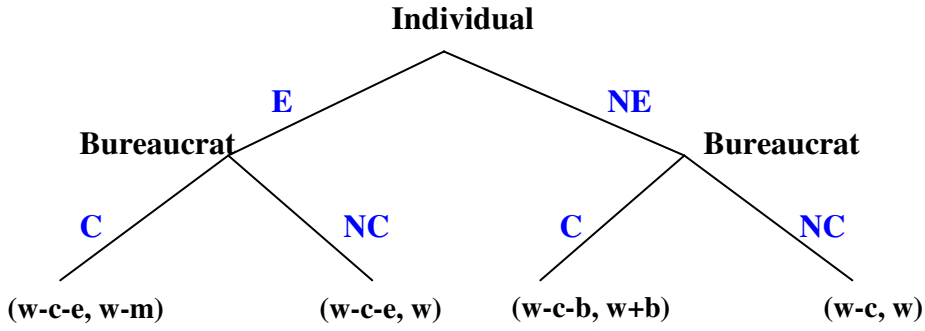 Individual
E NE
Bureaucrat Bureaucrat
C NC C NC
(w-c-e, w-m) (w-c-e, w) (w-c-b, w+b) (w-c, w)